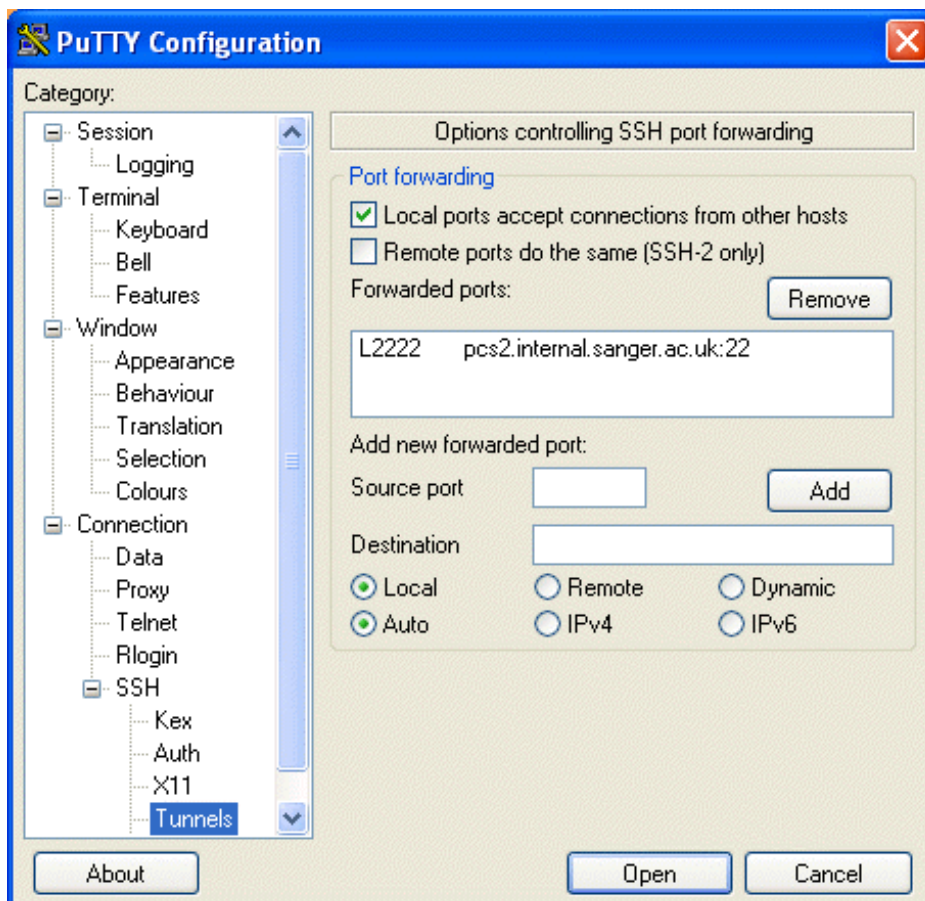 PuTTY Configuration
Category:
Session
Logging
Terminal
Keyboard
Bell
Features
Window
Appearance
Behaviour
Translation
Selection
Colours
Connection
Data
Proxy
Telnet
Rlogin
SSH
Kex
Auth
X11
Tunnels
Options controlling SSH port forwarding
Port forwarding
Local ports accept connections from other hosts
Remote ports do the same (SSH-2 only)
Forwarded ports:
Remove
L2222 pcs2.internal.sanger.ac.uk:22
Add new forwarded port:
Source port
Add
Destination
Local Remote Dynamic
Auto IPv4 IPv6
About
Open
Cancel